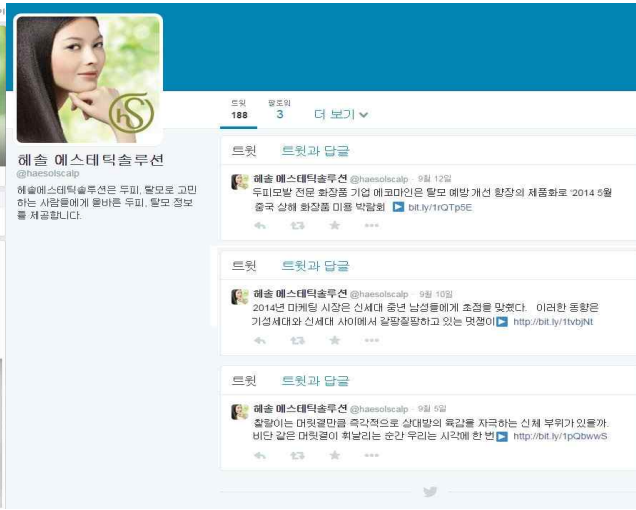 hS
트윗
188
팔로워
3
더 보기
헤솔 에스테틱솔루션
@haesolscalp
헤솔에스테틱솔루션은 두피, 탈모로 고민
하는 사람들에게 올바른 두피, 탈모 정보
를 제공합니다.
트윗 트윗과 답글
헤솔 에스테틱솔루션 @haesolscalp · 9월 12일
두피모발 전문 화장품 기업 에코마인은 탈모 예방 개선 향장의 제품화로 '2014 5월
중국 상해 화장품 미용 박람회 bit.ly/1rQTp5E
트윗 트윗과 답글
헤솔 에스테틱솔루션 @haesolscalp · 9월 10일
2014년 마케팅 시장은 신세대 중년 남성들에게 초점을 맞췄다. 이러한 동향은
기성세대와 신세대 사이에서 갈팡질팡하고 있는 멋쟁이 http://bit.ly/1tvbjNt
트윗 트윗과 답글
헤솔 에스테틱솔루션 @haesolscalp · 9월 5일
찰랑이는 머릿결만큼 즉각적으로 상대방의 육감을 자극하는 신체 부위가 있을까.
비단 같은 머릿결이 휘날리는 순간 우리는 시각에 한 번 http://bit.ly/1pQbwwS